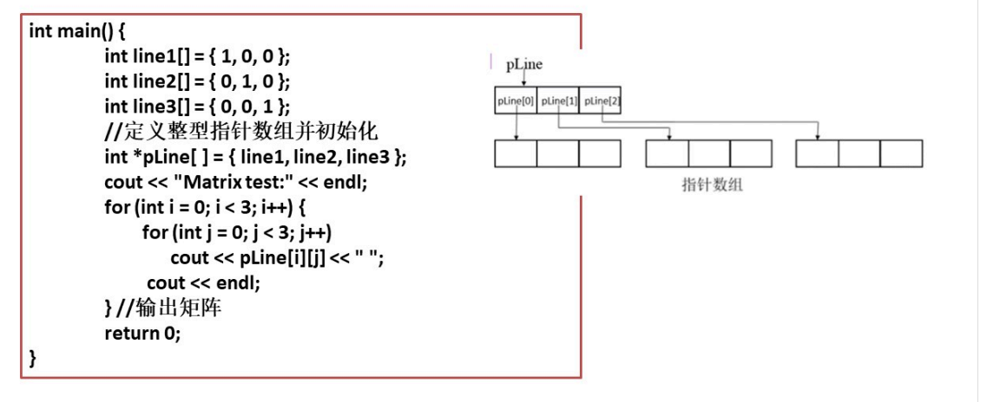 int main() {
int line1[] = { 1, 0, 0 };
int line2[] = { 0, 1, 0 };
int line3[] = { 0, 0, 1 };
//定义整型指针数组并初始化
int *pLine[ ] = { line1, line2, line3 };
cout << "Matrix test:" << endl;
for (int i = 0; i < 3; i++) {
for (int j = 0; j < 3; j++)
cout << pLine[i][j] << " ";
cout << endl;
} //输出矩阵
return 0;
}
pLine
pLine[0] pLine[1] pLine[2]
指针数组